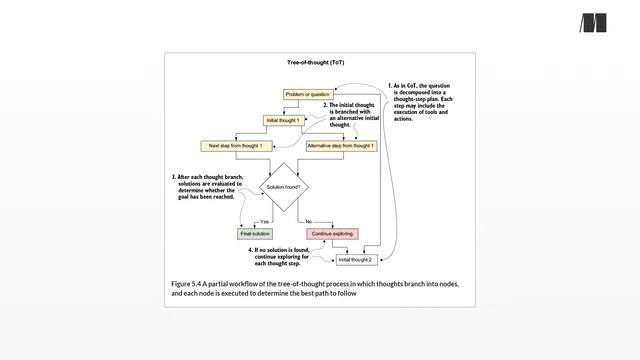 Tree-of-thought (ToT)
Problem or question
1. As in CoT, the question
is decomposed into a
thought-step plan. Each
step may include the
execution of tools and
actions.
2. The initial thought
is branched with
an alternative initial
thought.
Initial thought 1
Next step from thought 1
Alternative step from thought 1
3. After each thought branch,
solutions are evaluated to
determine whether the
goal has been reached.
Solution found?
Yes
No
Final solution
Continue exploring.
4. If no solution is found,
continue exploring for
each thought step.
Initial thought 2
Figure 5.4 A partial workflow of the tree-of-thought process in which thoughts branch into nodes,
and each node is executed to determine the best path to follow